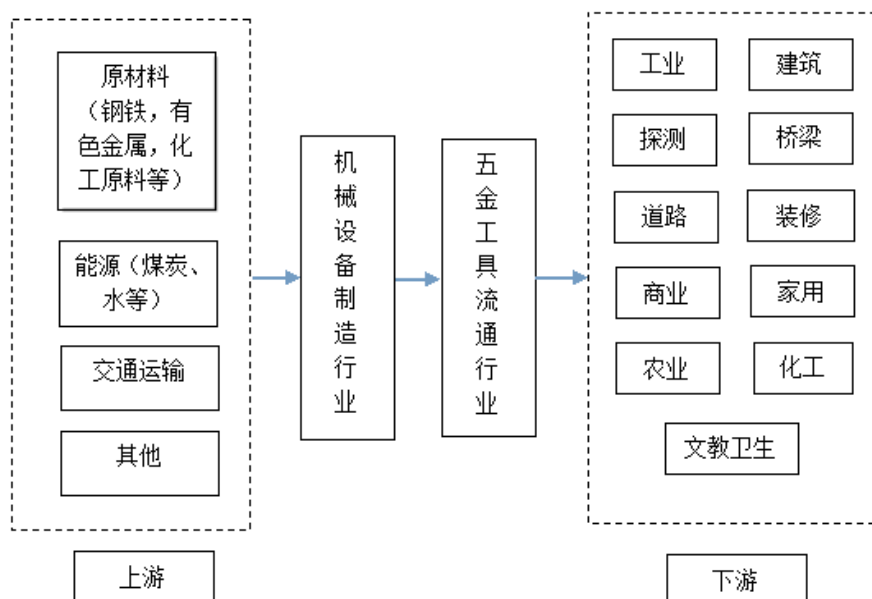 原材料
（钢铁，有
色金属，化
工原料等）
能源（煤炭、
水等）
交通运输
其他
上游
机械设备制造行业
五金工具流通行业
工业
建筑
探测
桥梁
道路
装修
商业
家用
农业
化工
文教卫生
下游